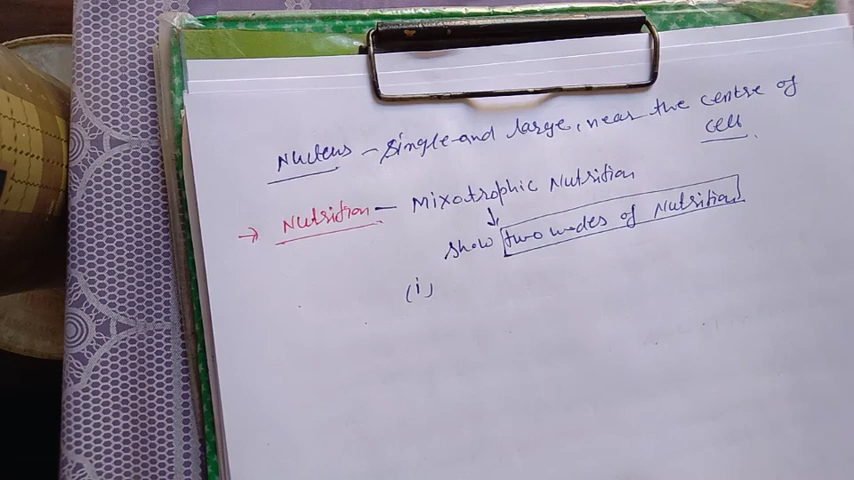 Nucleus - single and large, near the centre of
cell.
→ Nutrition - Mixotrophic Nutrition
↓
show two modes of Nutrition
(i)